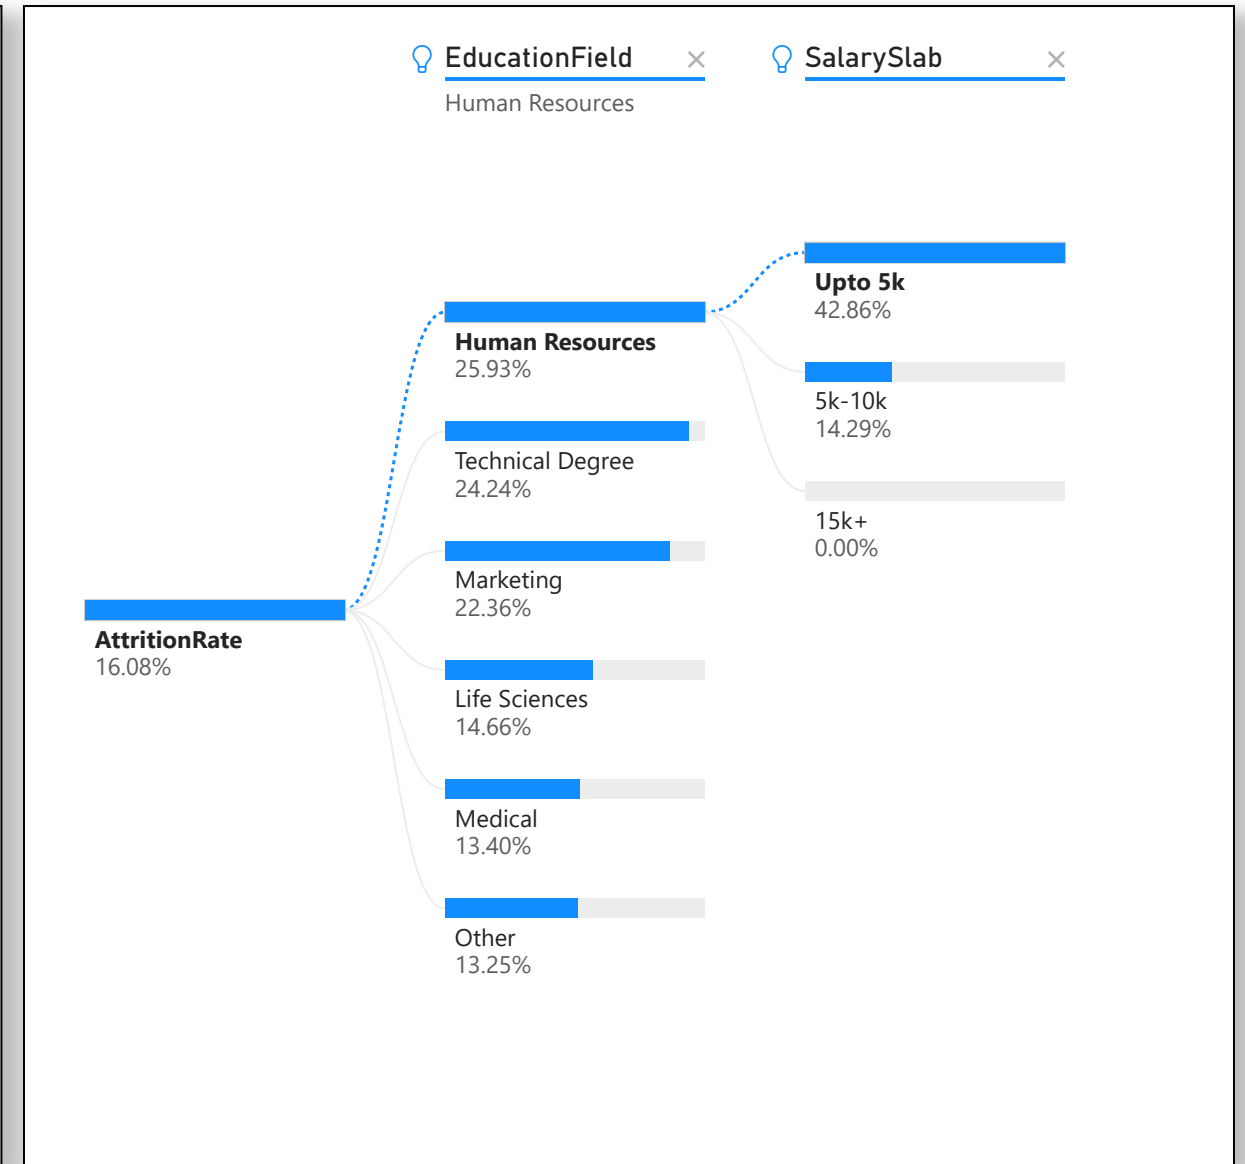 EducationField
SalarySlab
Human Resources
Upto 5k
42.86%
Human Resources
25.93%
5k-10k
14.29%
Technical Degree
24.24%
15k+
0.00%
Marketing
22.36%
AttritionRate
16.08%
Life Sciences
14.66%
Medical
13.40%
Other
13.25%